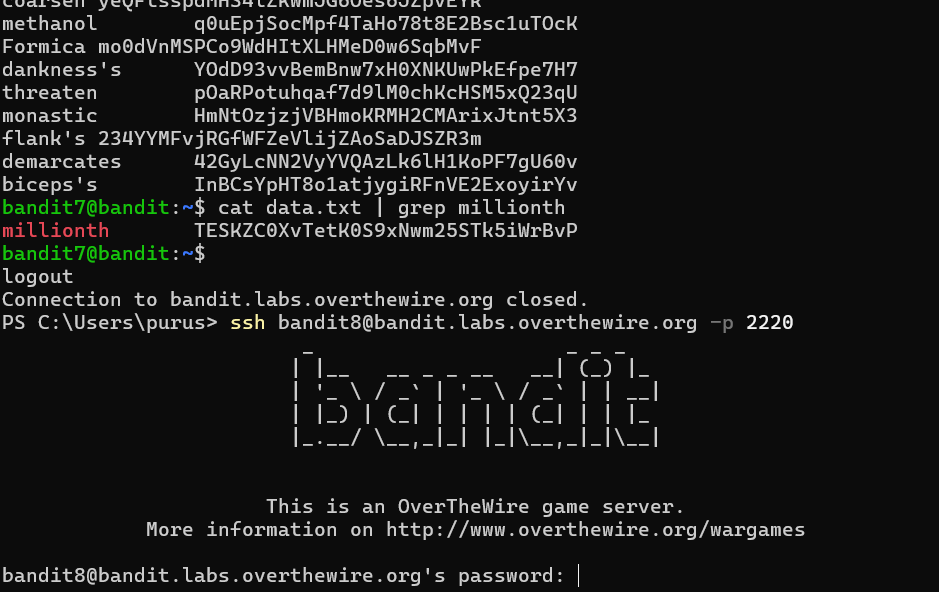 methanol        q0uEpjSocMpf4TaHo78t8E2Bsc1uTOcK
Formica mo0dVnMSPCo9WdHItXLHMeD0w6SqbMvF
dankness's      YOdD93vvBemBnw7xH0XNKUwPkEfpe7H7
threaten        pOaRPotuhqaf7d9lM0chKcHSM5xQ23qU
monastic        HmNtOzjzjVBHmoKRMH2CMArixJtnt5X3
flank's 234YYMFvjRGfWFZeVlijZAoSaDJSZR3m
demarcates      42GyLcNN2VyYVQAzLk6lH1KoPF7gU60v
biceps's        InBCsYpHT8o1atjygiRFnVE2ExoyirYv
bandit7@bandit:~$ cat data.txt | grep millionth
millionth       TESKZC0XvTetK0S9xNwm25STk5iWrBvP
bandit7@bandit:~$
logout
Connection to bandit.labs.overthewire.org closed.
PS C:\Users\purus> ssh bandit8@bandit.labs.overthewire.org -p 2220
bandit
This is an OverTheWire game server.
More information on http://www.overthewire.org/wargames
bandit8@bandit.labs.overthewire.org's password: